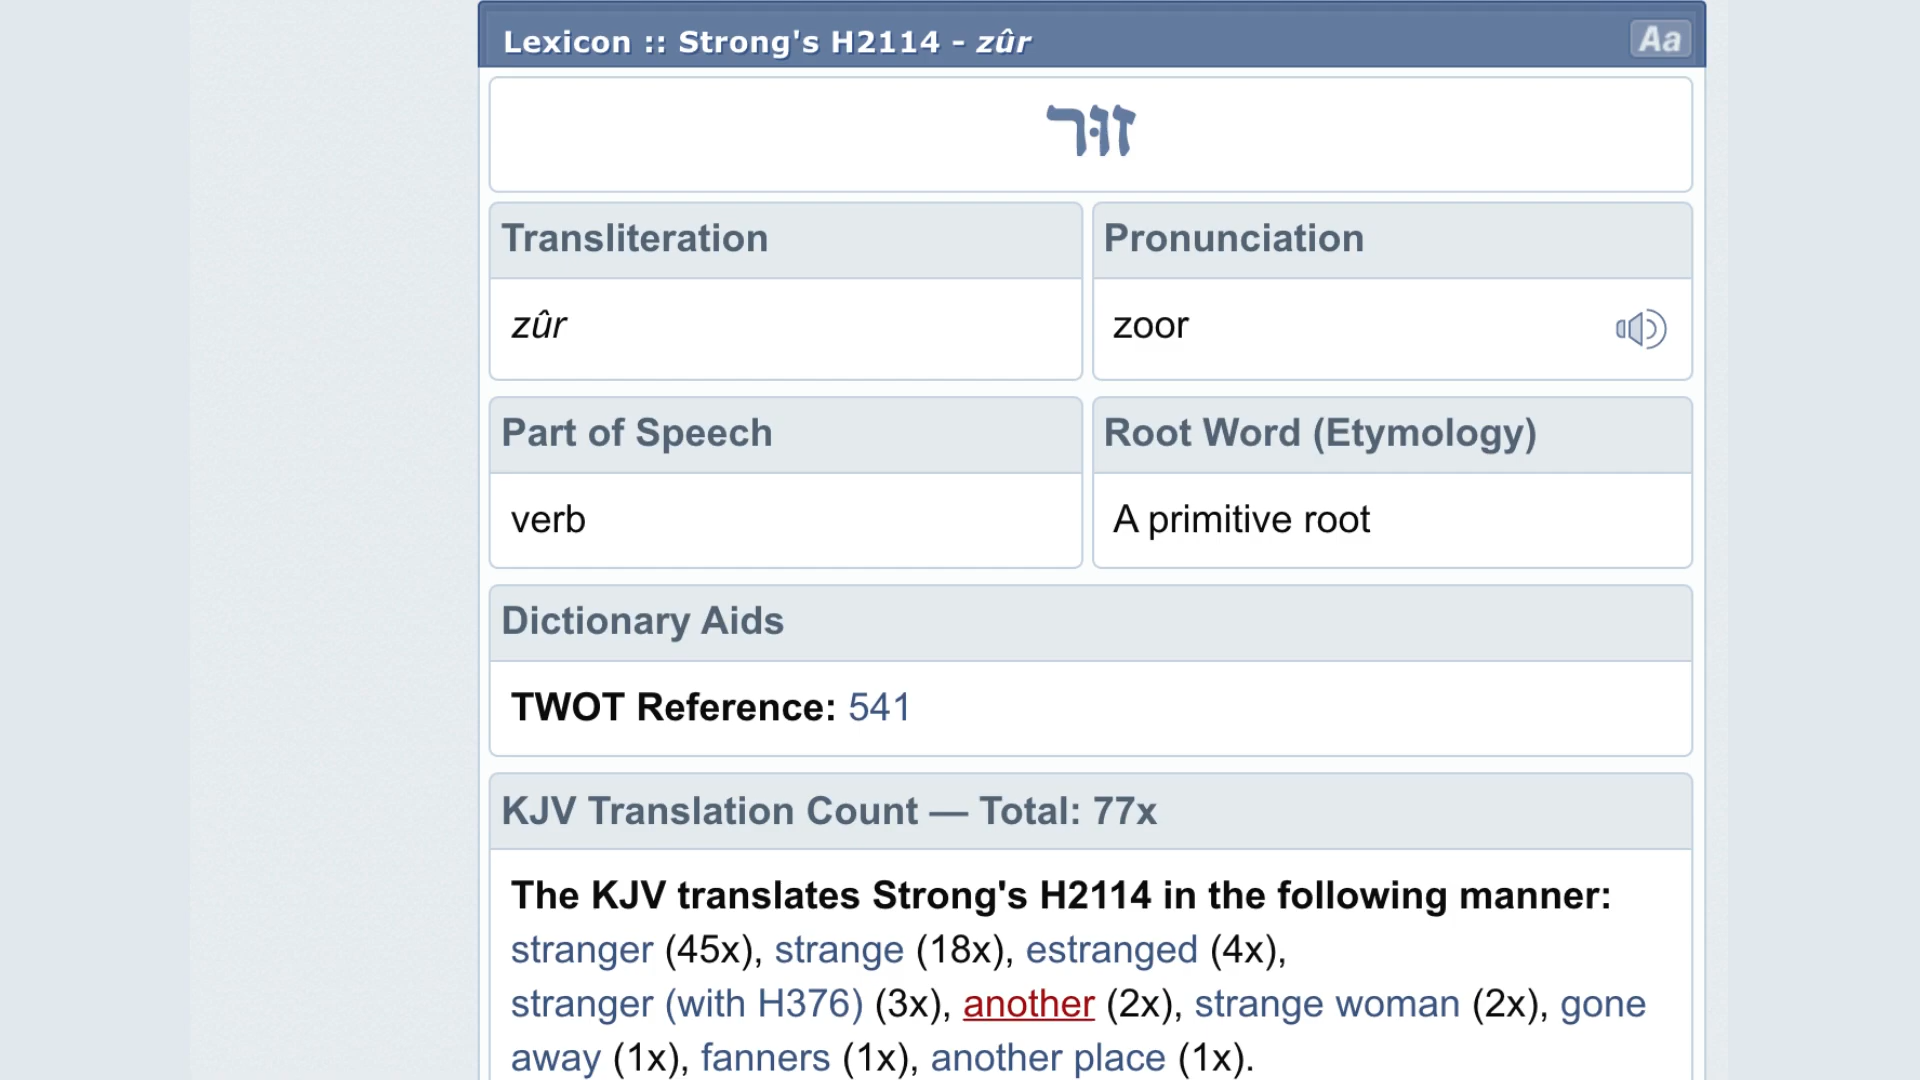 Lexicon :: Strong's H2114 - zûr
Aa
זוּר
Transliteration
Pronunciation
zûr
zoor
Part of Speech
Root Word (Etymology)
verb
A primitive root
Dictionary Aids
TWOT Reference: 541
KJV Translation Count — Total: 77x
The KJV translates Strong's H2114 in the following manner:
stranger (45x), strange (18x), estranged (4x),
stranger (with H376) (3x), another (2x), strange woman (2x), gone
away (1x), fanners (1x), another place (1x).